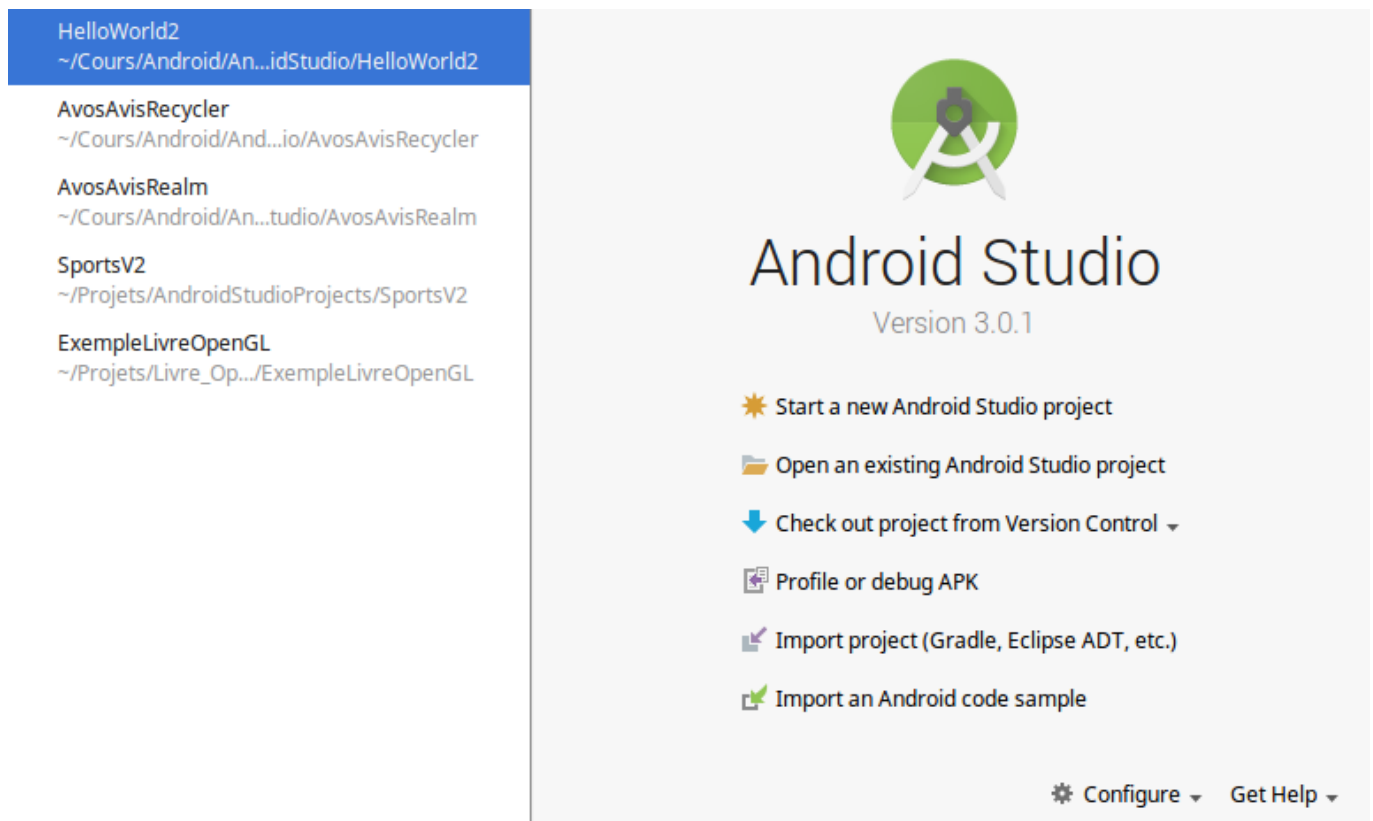 HelloWorld2
~/Cours/Android/An...idStudio/HelloWorld2
AvosAvisRecycler
~/Cours/Android/And...io/AvosAvisRecycler
AvosAvisRealm
~/Cours/Android/An...tudio/AvosAvisRealm
SportsV2
~/Projets/AndroidStudioProjects/SportsV2
ExempleLivreOpenGL
~/Projets/Livre_Op.../ExempleLivreOpenGL
Android Studio
Version 3.0.1
Start a new Android Studio project
Open an existing Android Studio project
Check out project from Version Control
Profile or debug APK
Import project (Gradle, Eclipse ADT, etc.)
Import an Android code sample
Configure Get Help